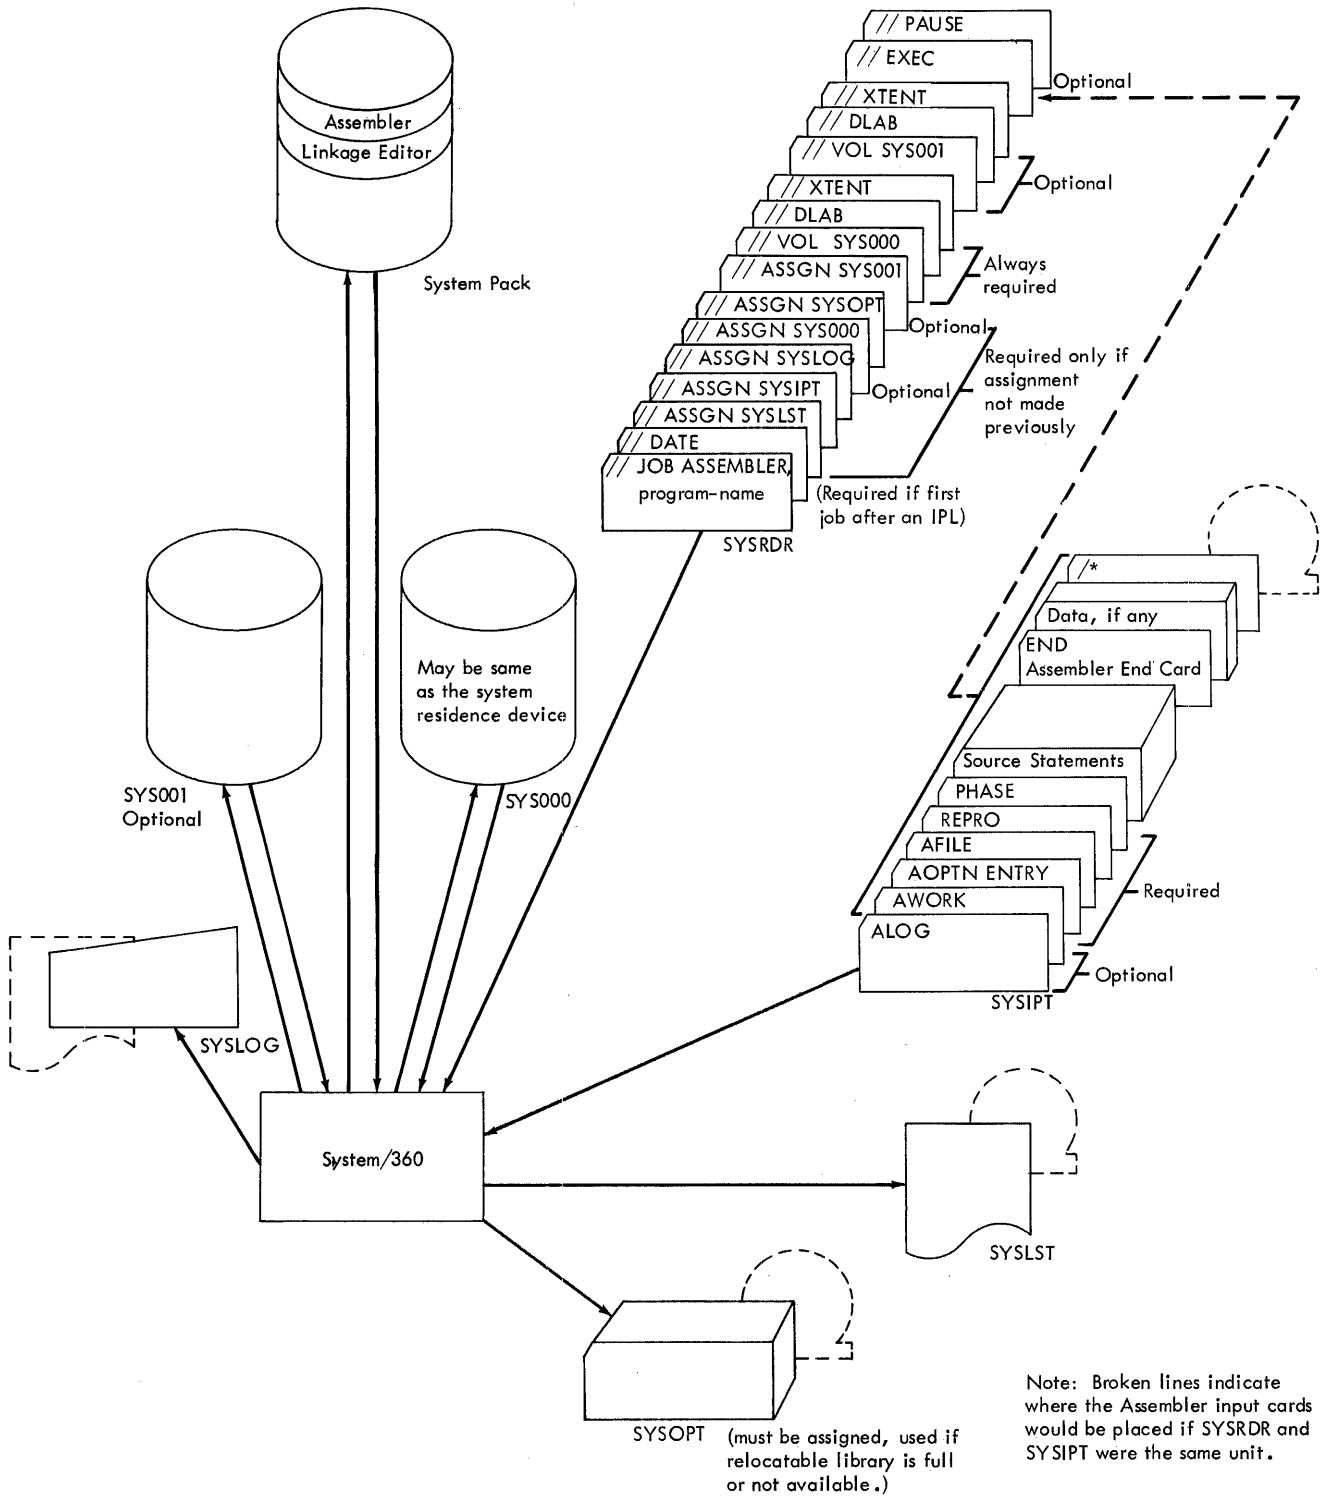 // PAUSE
// EXEC
Optional
// XTENT
// DLAB
// VOL SYS001
Optional
// XTENT
// DLAB
// VOL SYS000
Always
required
// ASSGN SYS001
// ASSGN SYSOPT
Optional
// ASSGN SYS000
// ASSGN SYSLOG
Required only if
assignment
not made
previously
// ASSGN SYSIPT
Optional
// ASSGN SYSLST
// DATE
// JOB ASSEMBLER,
program-name
(Required if first
job after an IPL)
SYSRDR
Assembler
Linkage Editor
System Pack
May be same
as the system
residence device
SYS001
Optional
SYS000
/*
Data, if any
END
Assembler End Card
Source Statements
PHASE
REPRO
AFILE
AOPTN ENTRY
AWORK
ALOG
Required
Optional
SYSIPT
SYSLOG
System/360
SYSLST
SYSOPT
(must be assigned, used if
relocatable library is full
or not available.)
Note: Broken lines indicate
where the Assembler input cards
would be placed if SYSRDR and
SYSIPT were the same unit.